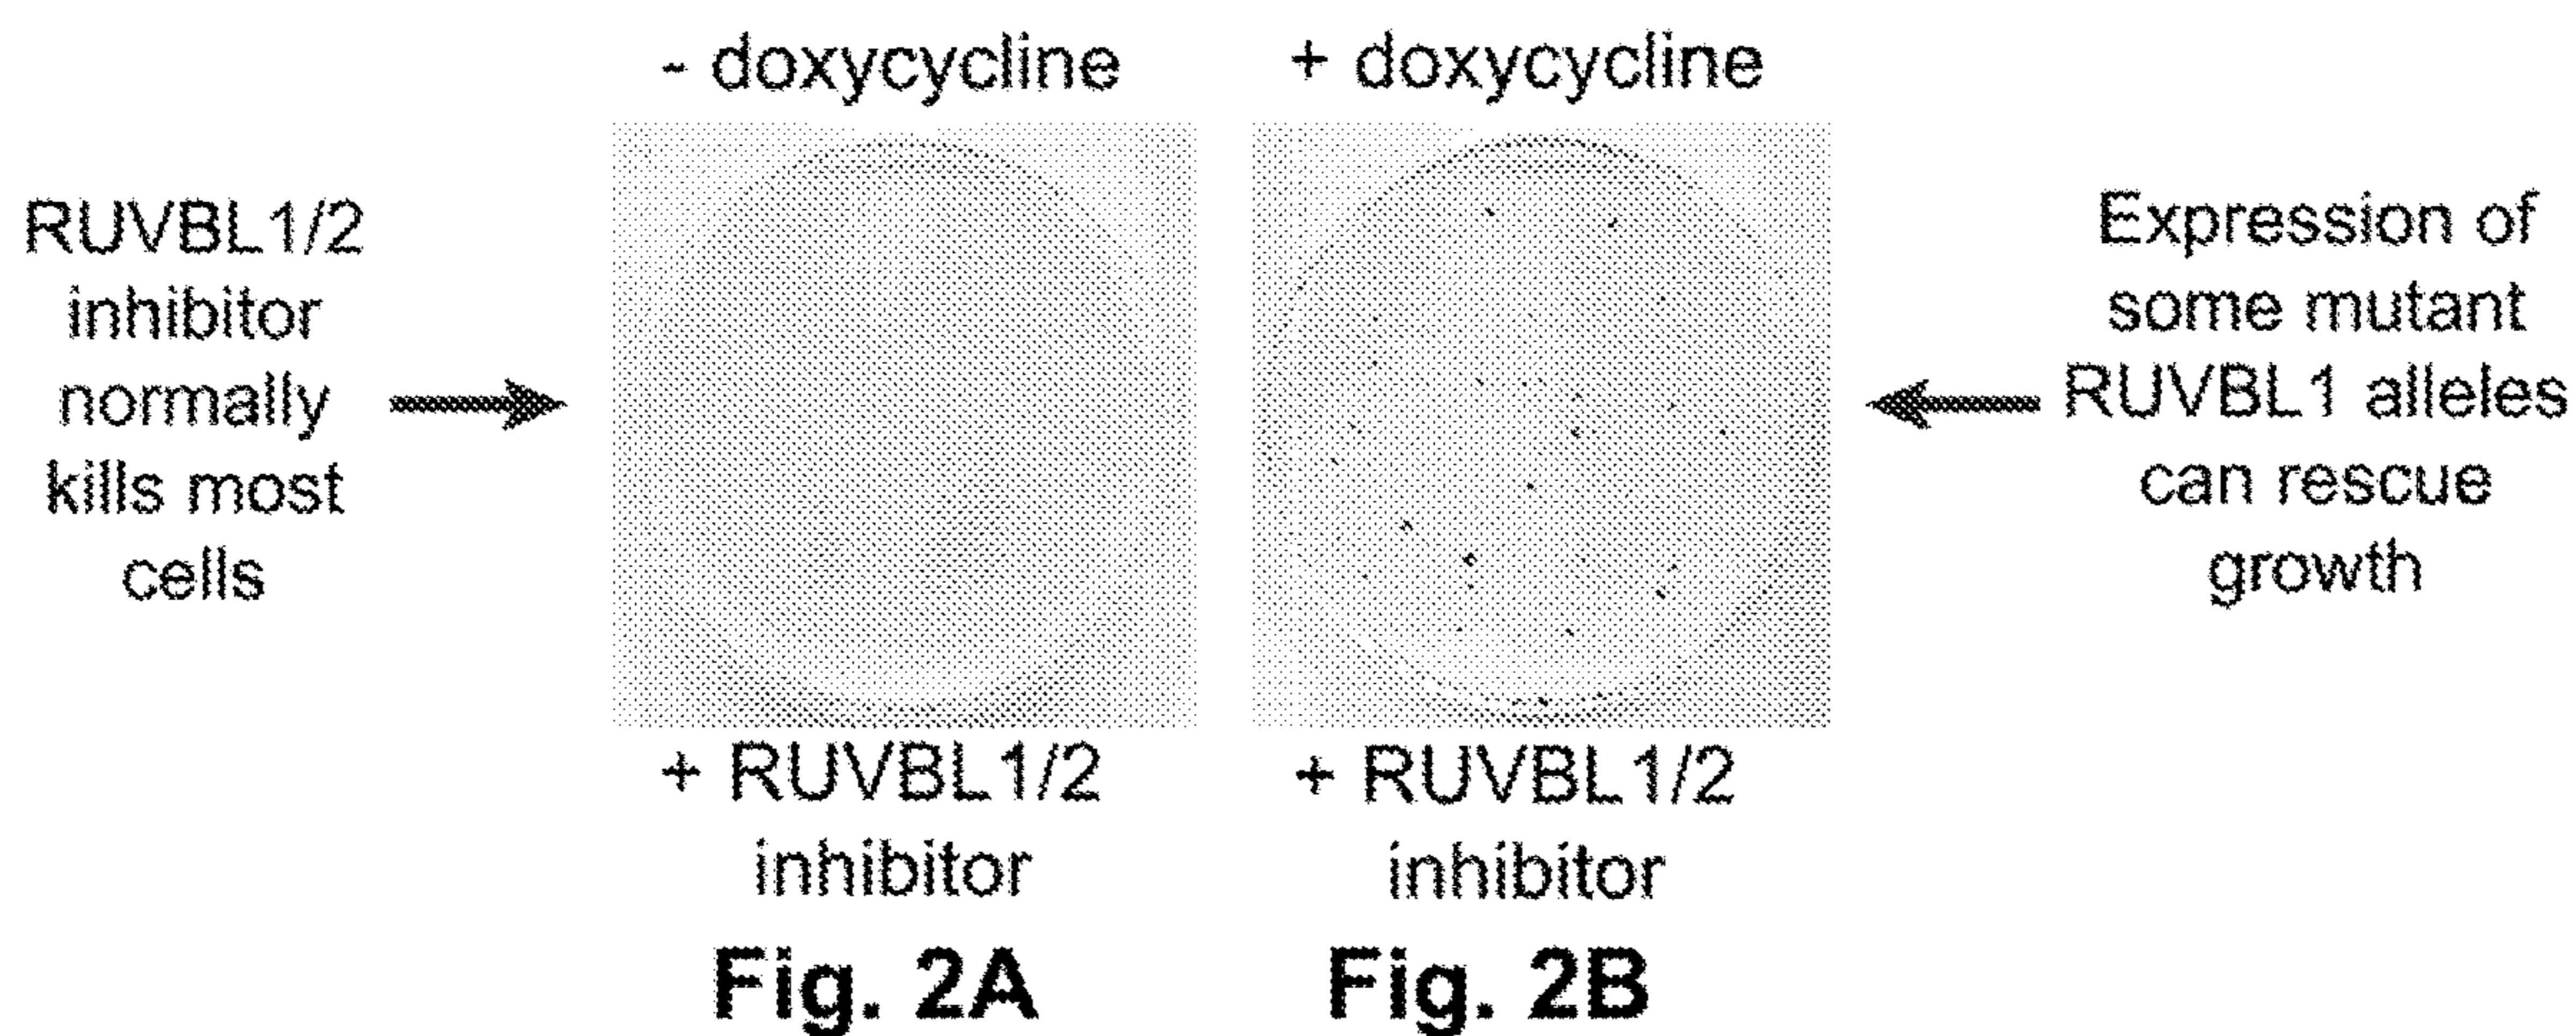 - doxycycline
+ doxycycline
RUVBL1/2
inhibitor
normally
kills most
cells
Expression of
some mutant
RUVBL1 alleles
can rescue
growth
+ RUVBL1/2
inhibitor
+ RUVBL1/2
inhibitor
Fig. 2A
Fig. 2B